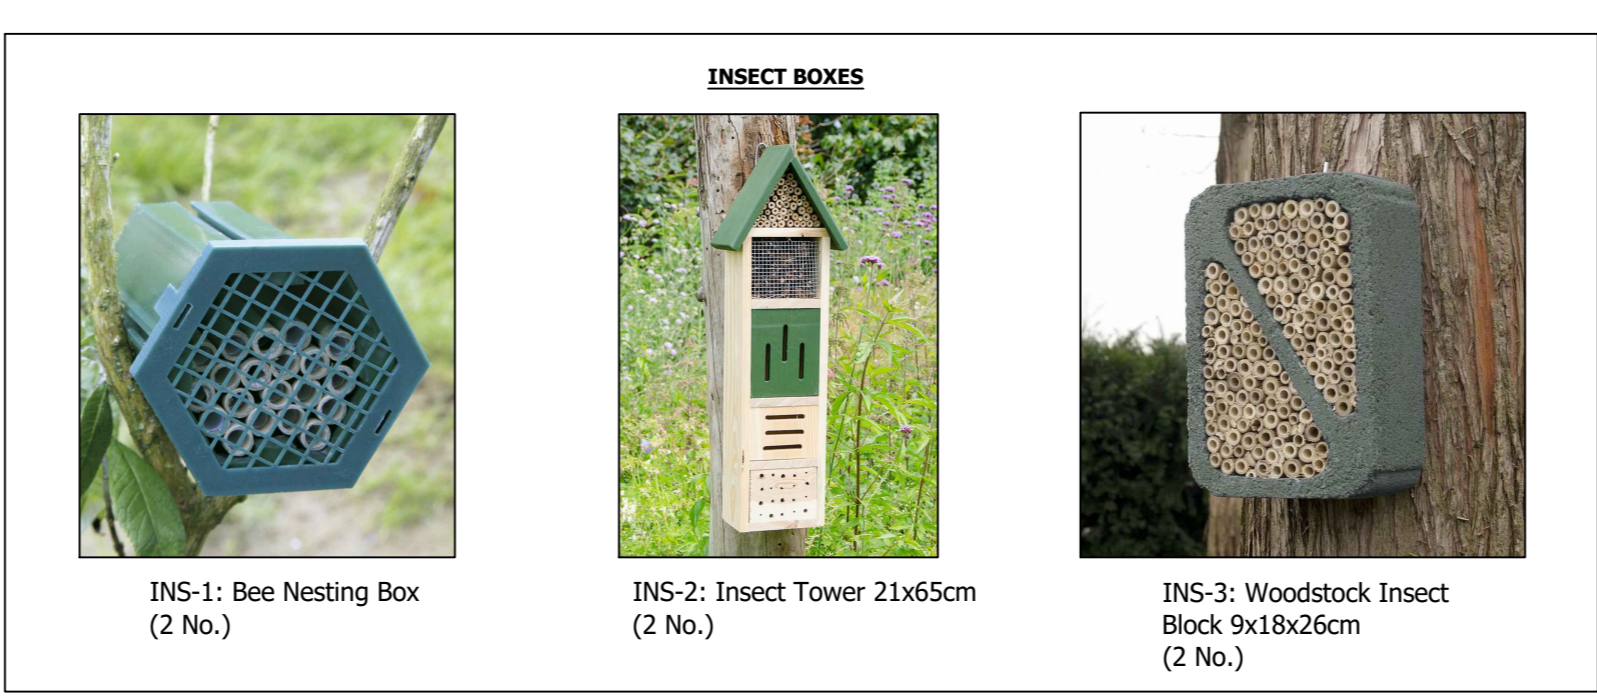 INSECT BOXES
INS-1: Bee Nesting Box
(2 No.)
INS-2: Insect Tower 21x65cm
(2 No.)
INS-3: Woodstock Insect
Block 9x18x26cm
(2 No.)